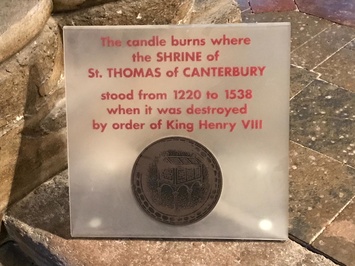 The candle burns where
the SHRINE of
St. THOMAS of CANTERBURY
stood from 1220 to 1538
when it was destroyed
by order of King Henry VIII